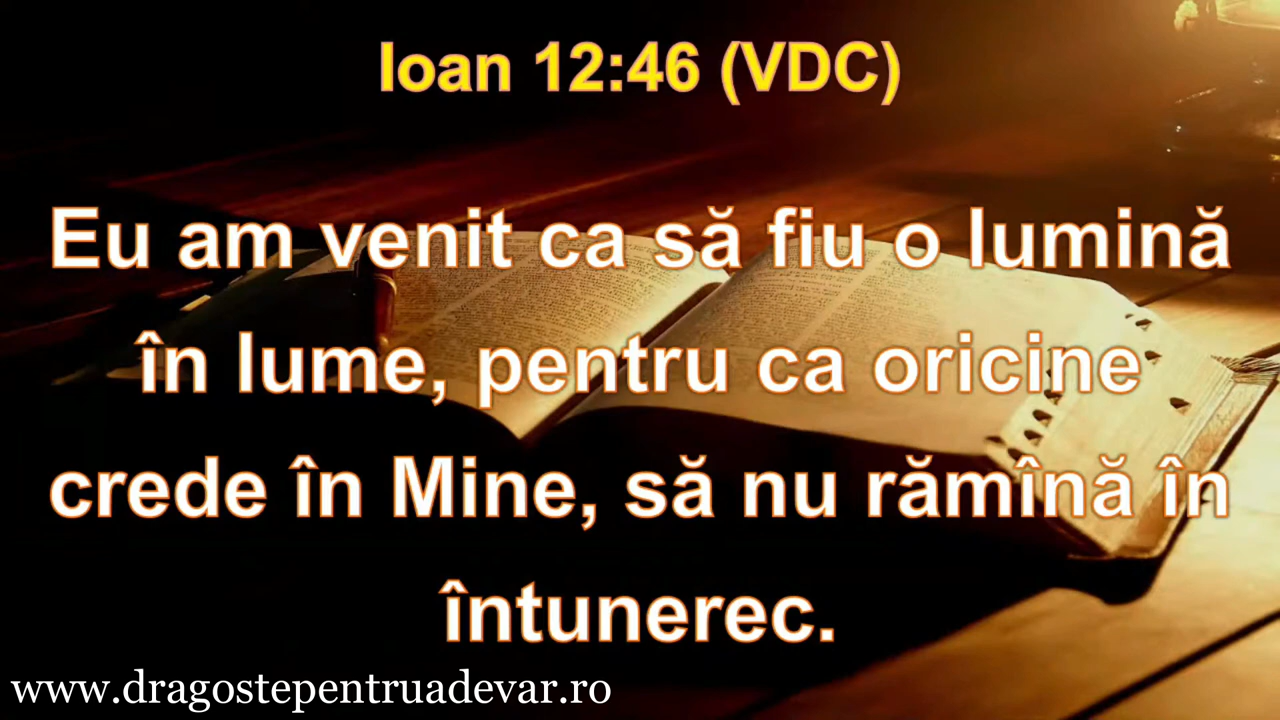 Ioan 12:46 (VDC)
Eu am venit ca să fiu o lumină
în lume, pentru ca oricine
crede în Mine, să nu rămînă în
întunerec.
www.dragostepentruadevar.ro